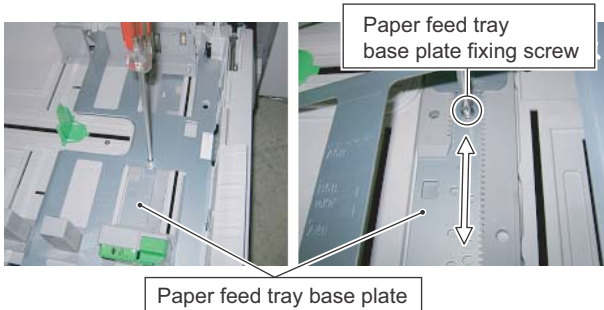 Paper feed tray
base plate fixing screw
Paper feed tray base plate